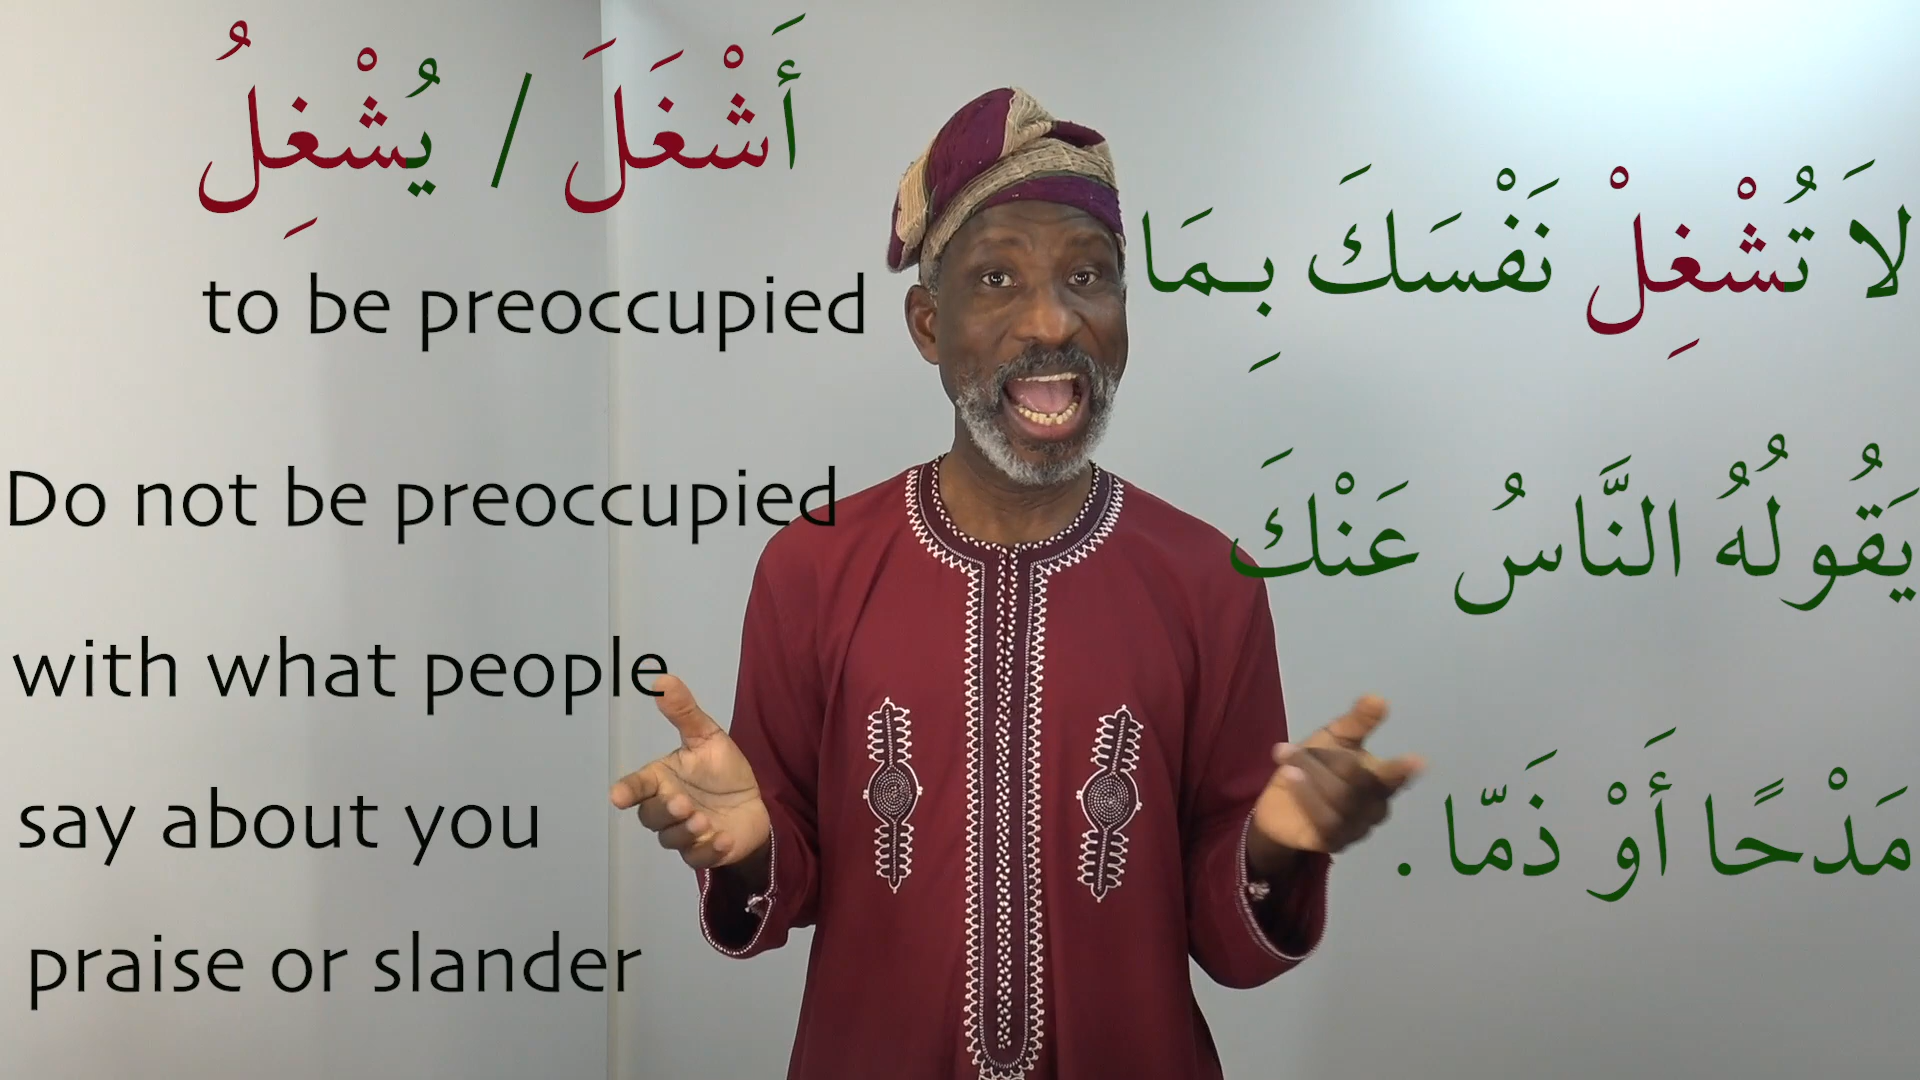 أَشْغَلَ / يُشْغِلُ
to be preoccupied
Do not be preoccupied
with what people
say about you
praise or slander
لاَ تُشْغِلْ نَفْسَكَ بِـمَا
يَقُولُهُ النَّاسُ عَنْكَ
مَدْحًا أَوْ ذَمّا .